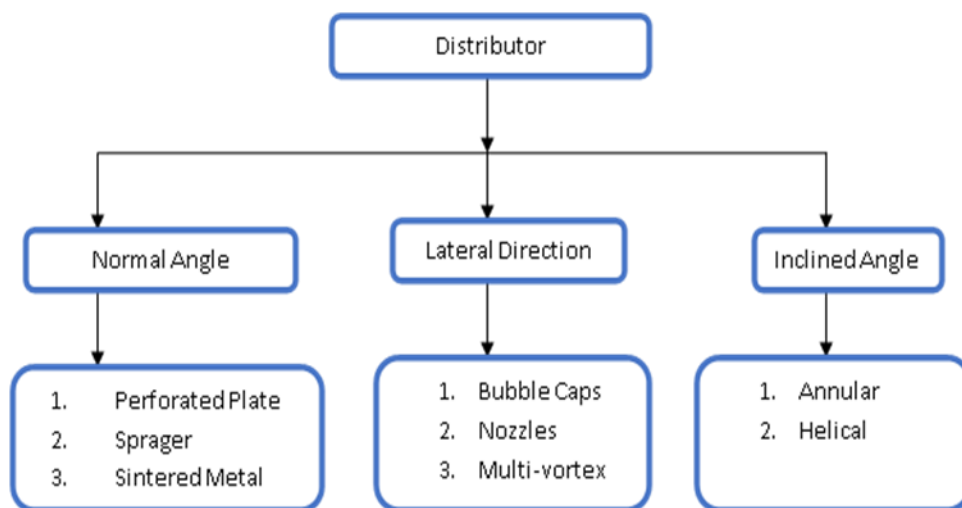 Distributor
Normal Angle
Lateral Direction
Inclined Angle
1. Perforated Plate
2. Sprager
3. Sintered Metal
1. Bubble Caps
2. Nozzles
3. Multi-vortex
1. Annular
2. Helical